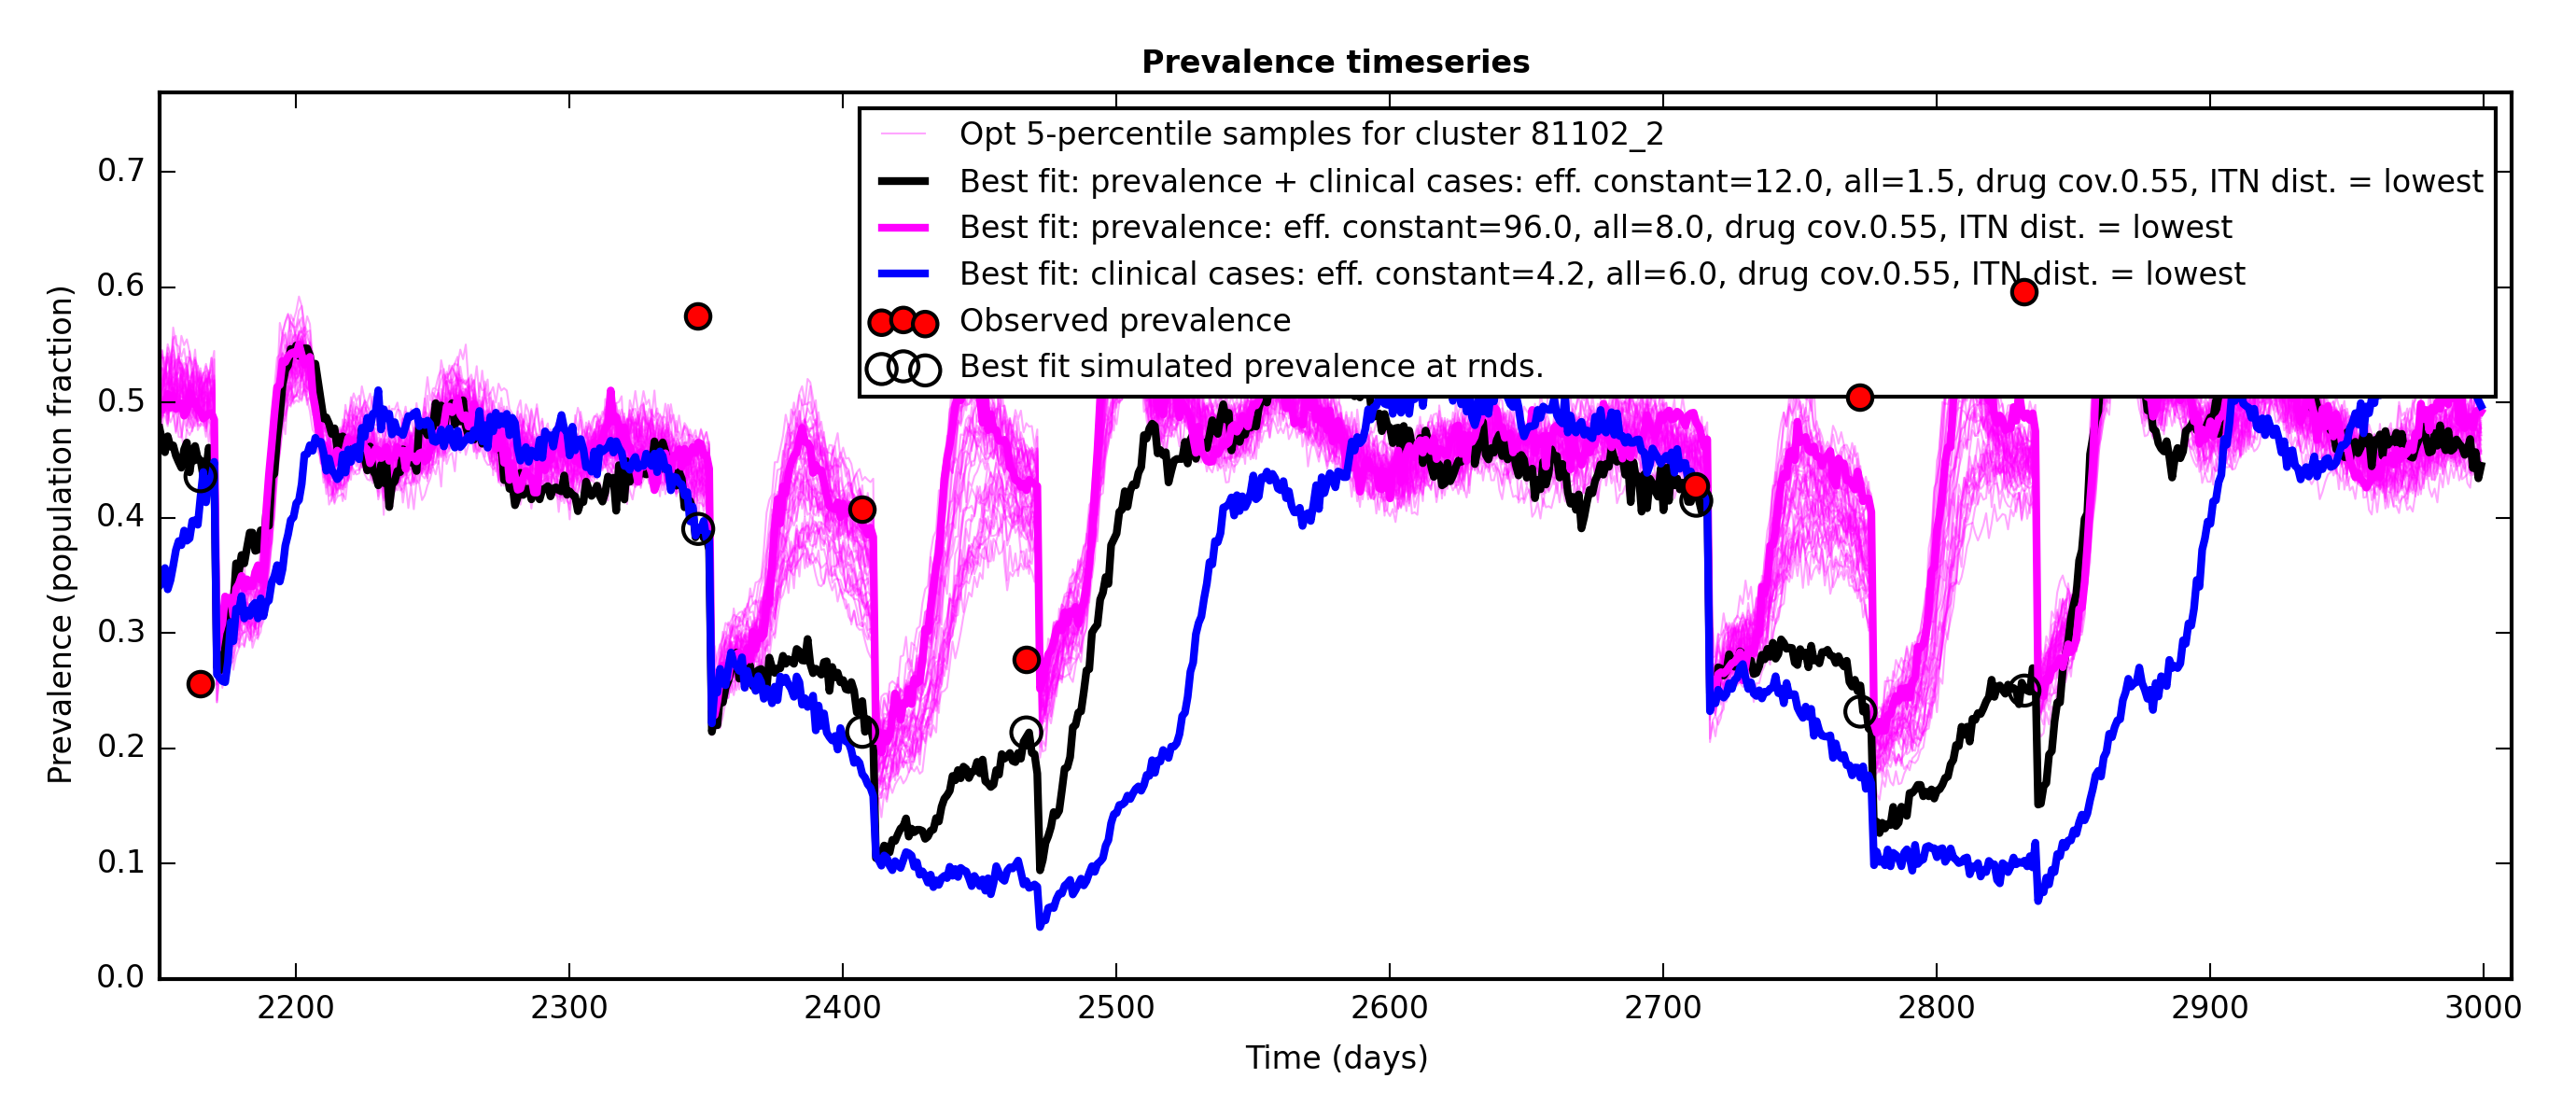 Prevalence timeseries
Opt 5-percentile samples for cluster 81102_2
Best fit: prevalence + clinical cases: eff. constant=12.0, all=1.5, drug cov.0.55, ITN dist. = lowest
Best fit: prevalence: eff. constant=96.0, all=8.0, drug cov.0.55, ITN dist. = lowest
Best fit: clinical cases: eff. constant=4.2, all=6.0, drug cov.0.55, ITN dist. = lowest
Observed prevalence
Best fit simulated prevalence at rnds.
Prevalence (population fraction)
0.7
0.6
0.5
0.4
0.3
0.2
0.1
0.0
2200 2300 2400 2500 2600 2700 2800 2900 3000
Time (days)